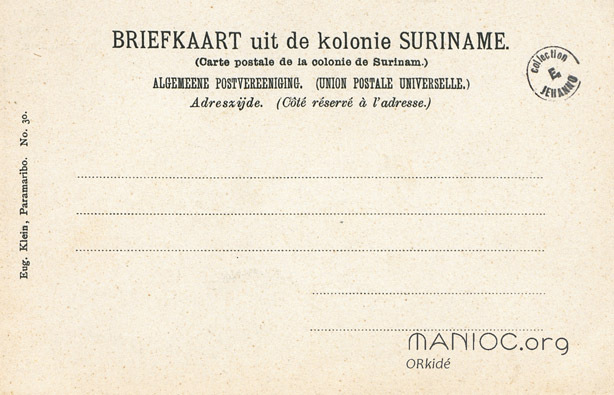 BRIEFKAART uit de kolonie SURINAME.
(Carte postale de la colonie de Surinam.)
ALGEMEENE POSTVEREENIGING. (UNION POSTALE UNIVERSELLE.)
Adreszijde. (Côté réservé à l'adresse.)
collection
JEHANNO
Eug. Klein, Paramaribo. No. 30.
MANIOC.org
ORkidé